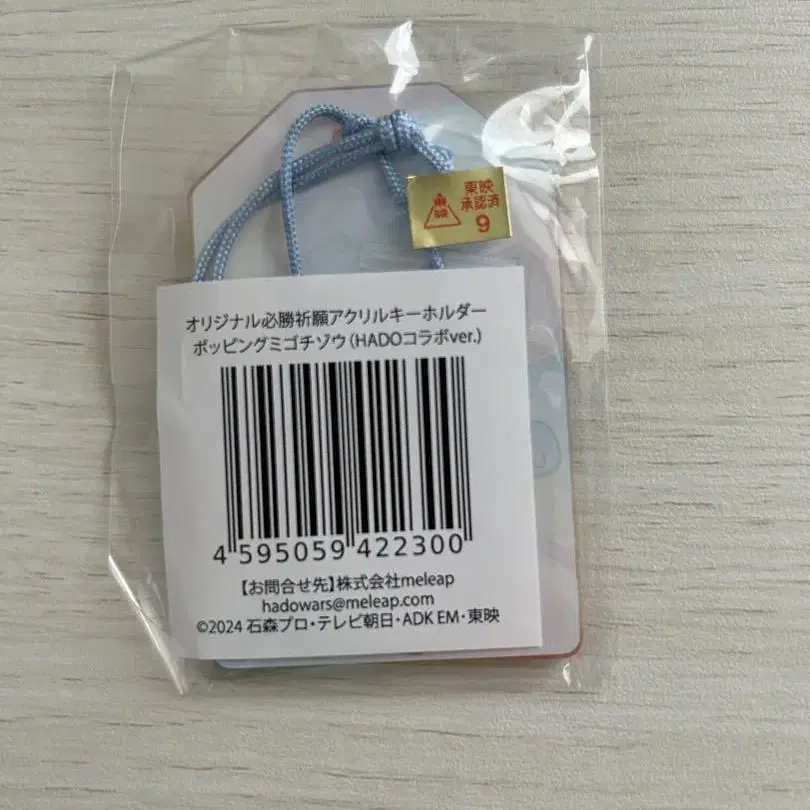 東映
東映
承認済
9
オリジナル必勝祈願アクリルキーホルダー
ポッピングミゴチゾウ(HADOコラボver.)
4 595059 422300
【お問合せ先】株式会社meleap
hadowars@meleap.com
©2024 石森プロ・テレビ朝日・ADK EM・東映